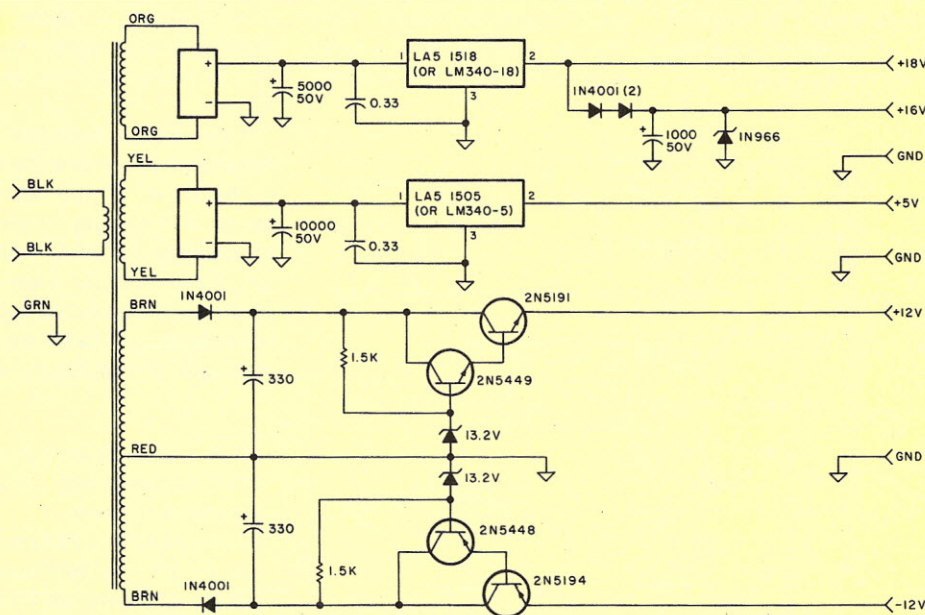 ORG
ORG
+
−
+ 5000
50V
0.33
1
LA5 1518
(OR LM340-18)
2
3
+18V
1N4001 (2)
+16V
+ 1000
50V
1N966
GND
YEL
YEL
BLK
BLK
GRN
+
−
+ 10000
50V
0.33
1
LA5 1505
(OR LM340-5)
2
3
+5V
GND
BRN
1N4001
2N5191
+12V
+ 330
1.5K
2N5449
13.2V
RED
GND
13.2V
+ 330
1.5K
2N5448
BRN
1N4001
2N5194
-12V